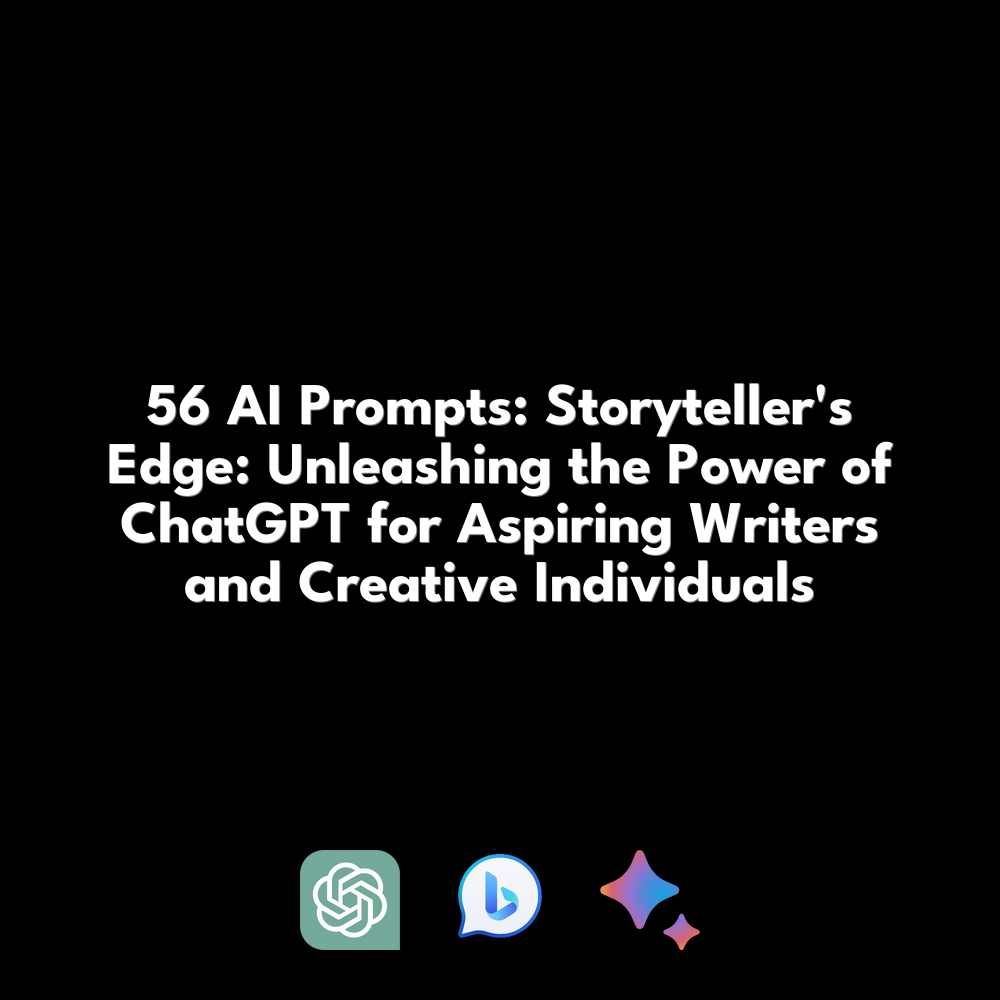 56 AI Prompts: Storyteller's
Edge: Unleashing the Power of
ChatGPT for Aspiring Writers
and Creative Individuals